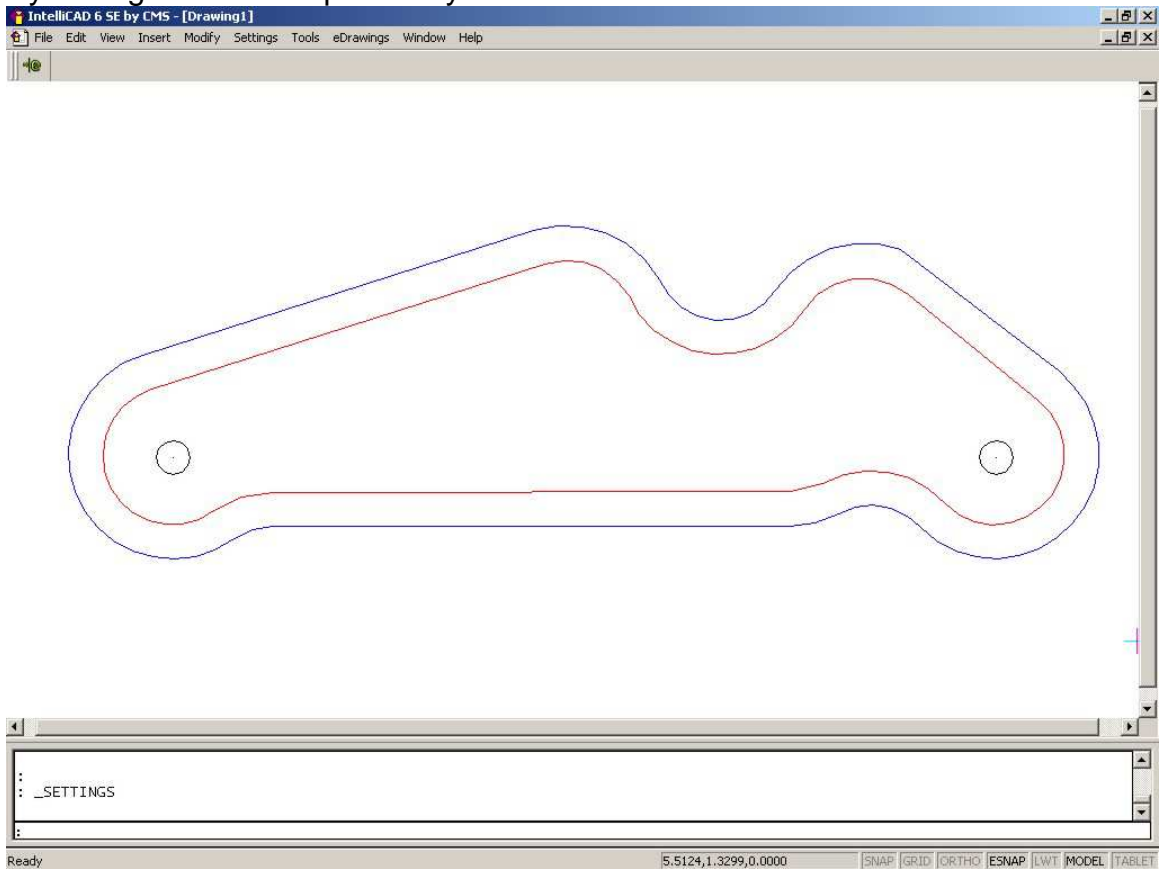 IntelliCAD 6 SE by CMS - [Drawing1]
File Edit View Insert Modify Settings Tools eDrawings Window Help
:
: _SETTINGS
:
Ready 5.5124,1.3299,0.0000 SNAP GRID ORTHO ESNAP LWT MODEL TABLET